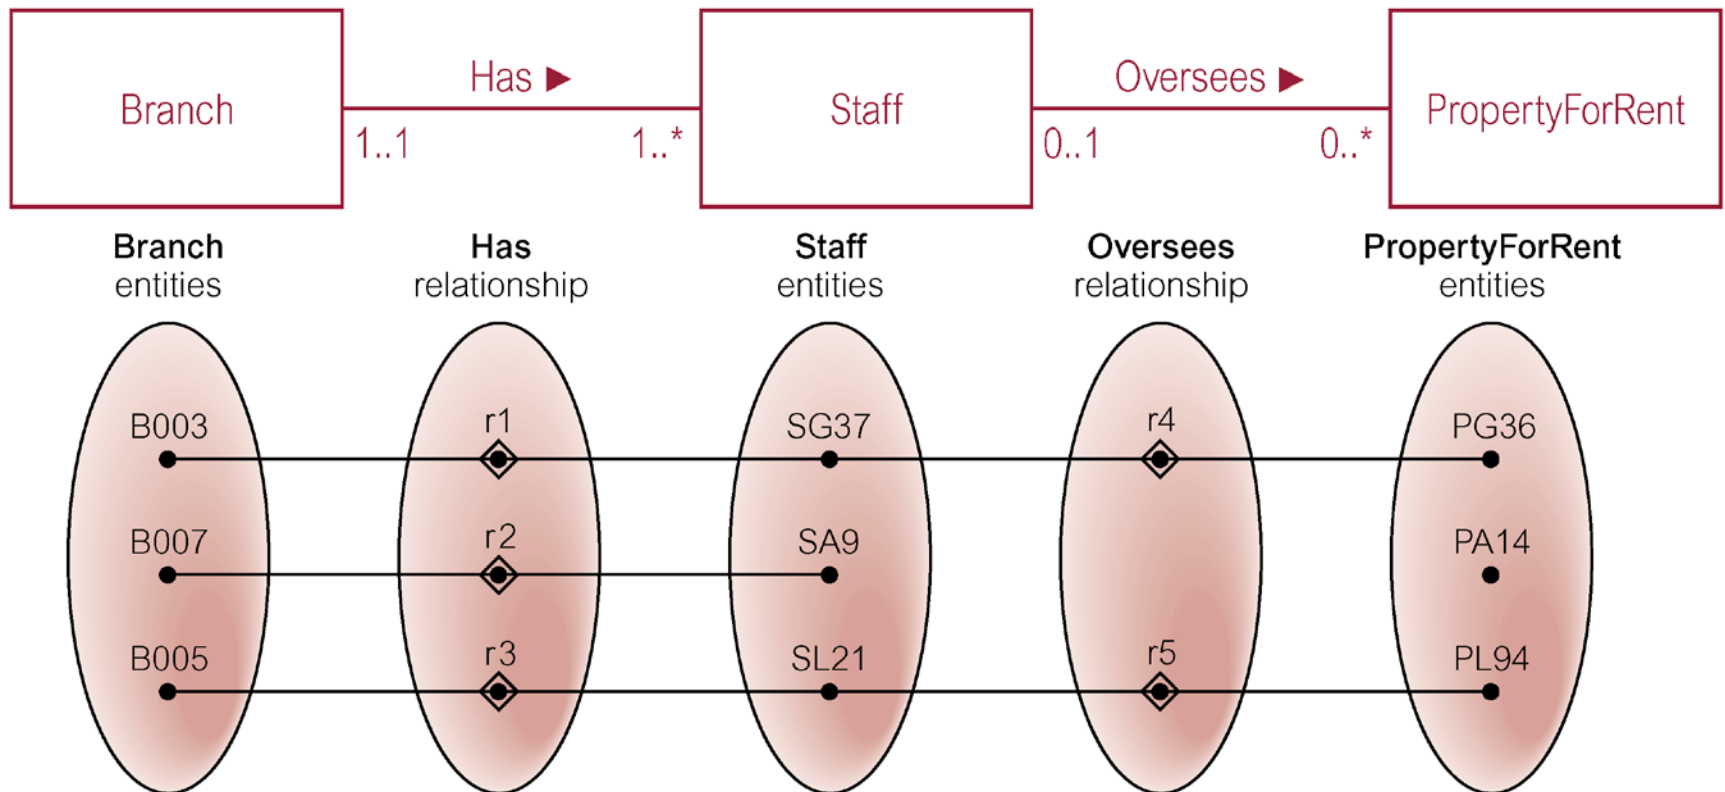 Branch
Has ▶
Staff
Oversees ▶
PropertyForRent
1..1
1..*
0..1
0..*
Branch
entities
Has
relationship
Staff
entities
Oversees
relationship
PropertyForRent
entities
B003
r1
SG37
r4
PG36
B007
r2
SA9
PA14
B005
r3
SL21
r5
PL94